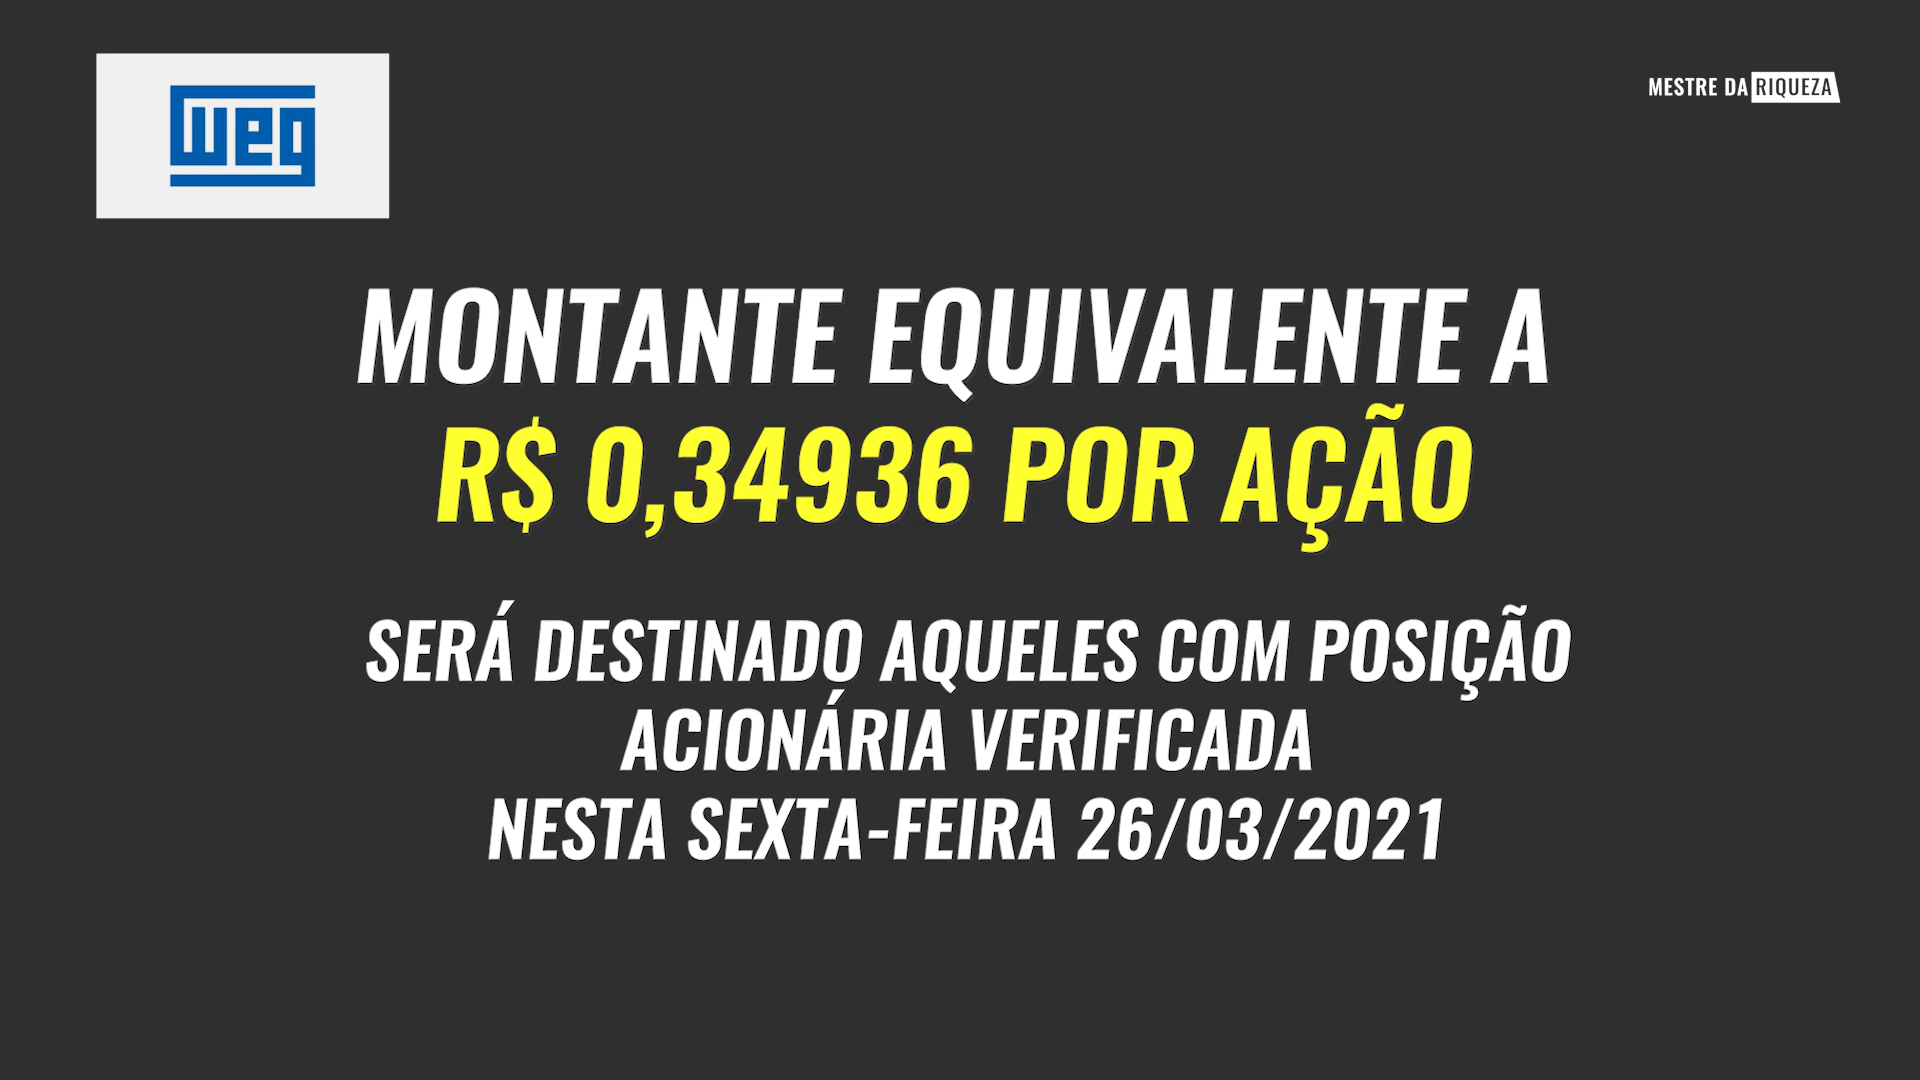 weg
MESTRE DA RIQUEZA
MONTANTE EQUIVALENTE A
R$ 0,34936 POR AÇÃO
SERÁ DESTINADO AQUELES COM POSIÇÃO
ACIONÁRIA VERIFICADA
NESTA SEXTA-FEIRA 26/03/2021